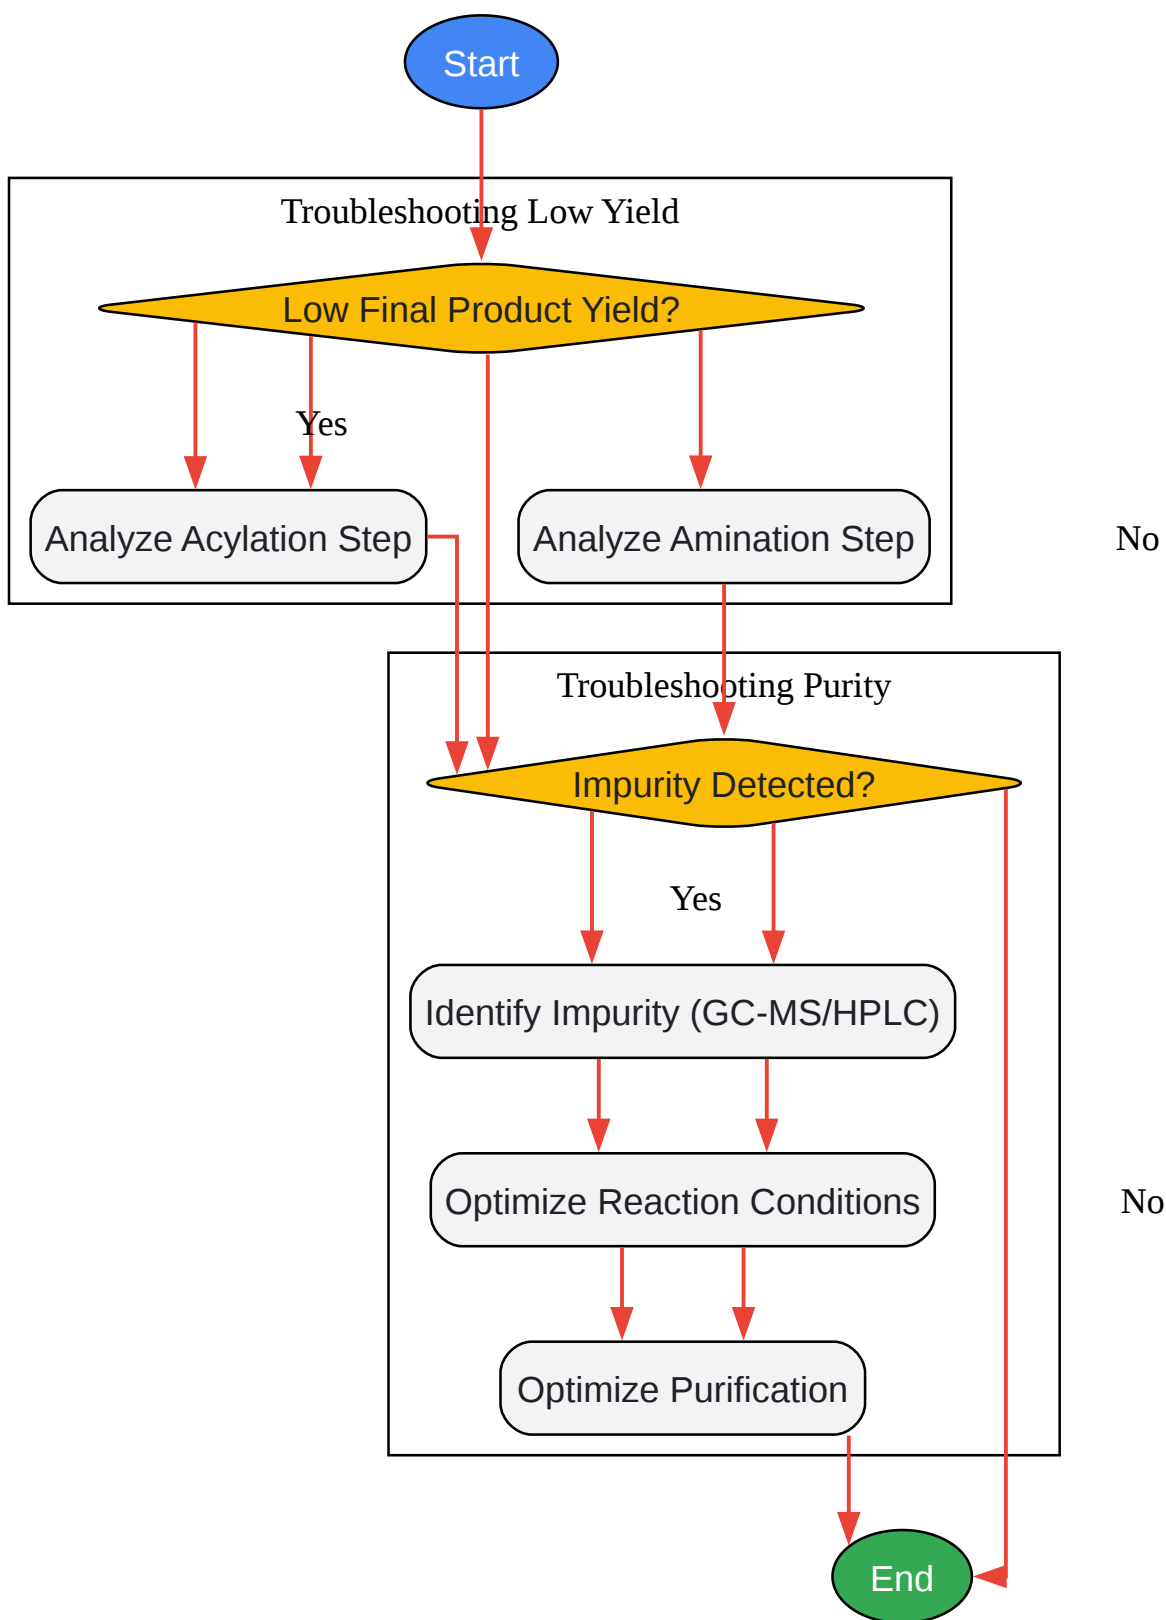 Start
Troubleshooting Low Yield
Low Final Product Yield?
Yes
Analyze Acylation Step
Analyze Amination Step
No
Troubleshooting Purity
Impurity Detected?
Yes
Identify Impurity (GC-MS/HPLC)
Optimize Reaction Conditions
No
Optimize Purification
End